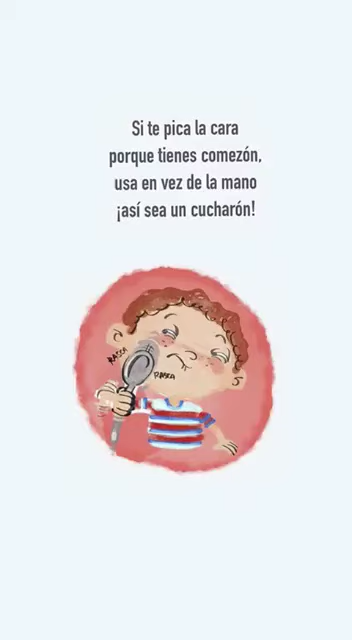 Si te pica la cara
porque tienes comezón,
usa en vez de la mano
¡así sea un cucharón!
RASCA
RASCA